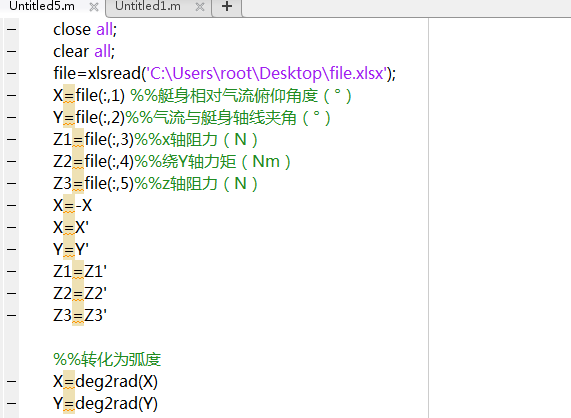 Untitled5.m × Untitled1.m × +
close all;
clear all;
file=xlsread('C:\Users\root\Desktop\file.xlsx');
X=file(:,1) %%艇身相对气流俯仰角度（°）
Y=file(:,2)%%气流与艇身轴线夹角（°）
Z1=file(:,3)%%x轴阻力（N）
Z2=file(:,4)%%绕Y轴力矩（Nm）
Z3=file(:,5)%%z轴阻力（N）
X=-X
X=X'
Y=Y'
Z1=Z1'
Z2=Z2'
Z3=Z3'
%%转化为弧度
X=deg2rad(X)
Y=deg2rad(Y)